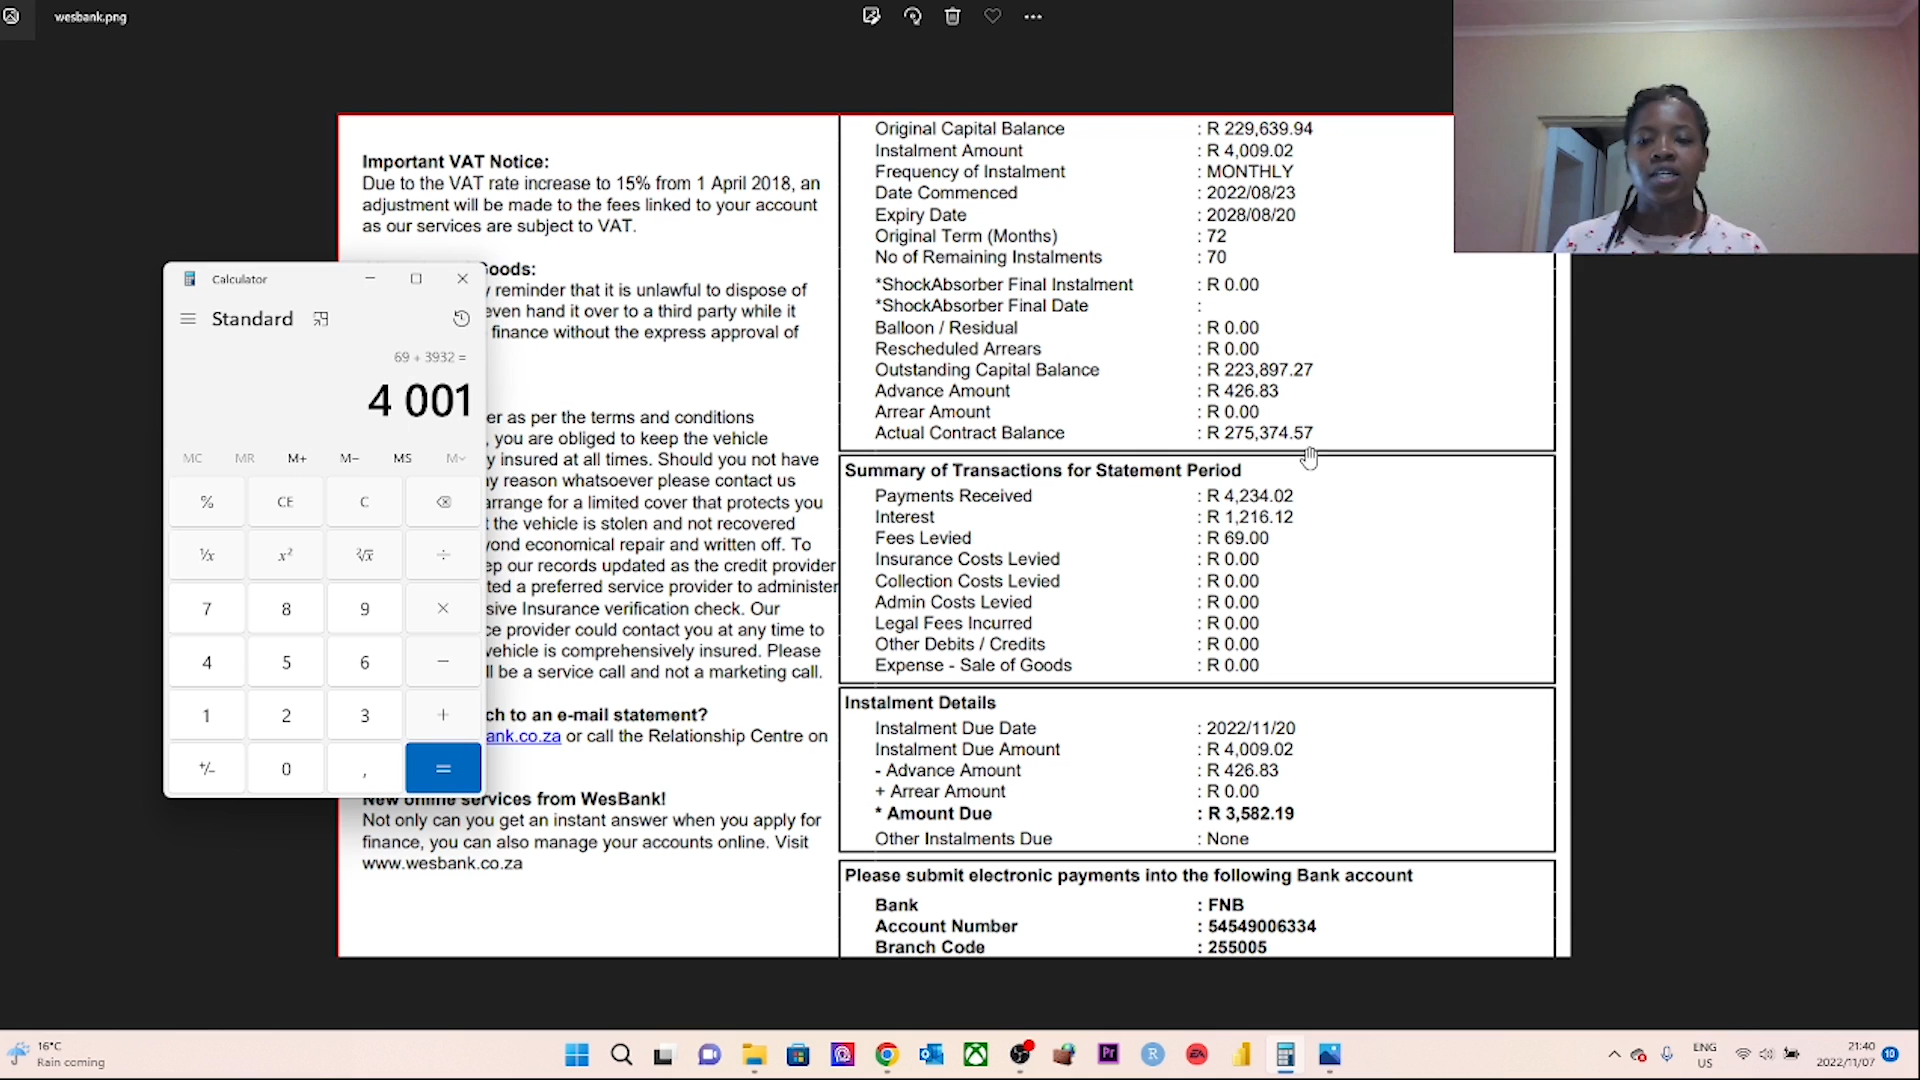 wesbank.png
Important VAT Notice:
Due to the VAT rate increase to 15% from 1 April 2018, an
adjustment will be made to the fees linked to your account
as our services are subject to VAT.
Goods:
reminder that it is unlawful to dispose of
even hand it over to a third party while it
finance without the express approval of
er as per the terms and conditions
, you are obliged to keep the vehicle
y insured at all times. Should you not have
y reason whatsoever please contact us
arrange for a limited cover that protects you
t the vehicle is stolen and not recovered
yond economical repair and written off. To
ep our records updated as the credit provider
ted a preferred service provider to administer
sive Insurance verification check. Our
ce provider could contact you at any time to
vehicle is comprehensively insured. Please
ll be a service call and not a marketing call.
ch to an e-mail statement?
ank.co.za or call the Relationship Centre on
New online services from WesBank!
Not only can you get an instant answer when you apply for
finance, you can also manage your accounts online. Visit
www.wesbank.co.za
Calculator
Standard
69 + 3932 =
4 001
MC MR M+ M− MS M
% CE C
1/x x² ²√x ÷
7 8 9 ×
4 5 6 −
1 2 3 +
+/− 0 , =
Original Capital Balance : R 229,639.94
Instalment Amount : R 4,009.02
Frequency of Instalment : MONTHLY
Date Commenced : 2022/08/23
Expiry Date : 2028/08/20
Original Term (Months) : 72
No of Remaining Instalments : 70
*ShockAbsorber Final Instalment : R 0.00
*ShockAbsorber Final Date :
Balloon / Residual : R 0.00
Rescheduled Arrears : R 0.00
Outstanding Capital Balance : R 223,897.27
Advance Amount : R 426.83
Arrear Amount : R 0.00
Actual Contract Balance : R 275,374.57
Summary of Transactions for Statement Period
Payments Received : R 4,234.02
Interest : R 1,216.12
Fees Levied : R 69.00
Insurance Costs Levied : R 0.00
Collection Costs Levied : R 0.00
Admin Costs Levied : R 0.00
Legal Fees Incurred : R 0.00
Other Debits / Credits : R 0.00
Expense - Sale of Goods : R 0.00
Instalment Details
Instalment Due Date : 2022/11/20
Instalment Due Amount : R 4,009.02
- Advance Amount : R 426.83
+ Arrear Amount : R 0.00
* Amount Due : R 3,582.19
Other Instalments Due : None
Please submit electronic payments into the following Bank account
Bank : FNB
Account Number : 54549006334
Branch Code : 255005
16°C
Rain coming
Pr
R
EA
ENG
US
21:40
2022/11/07
10